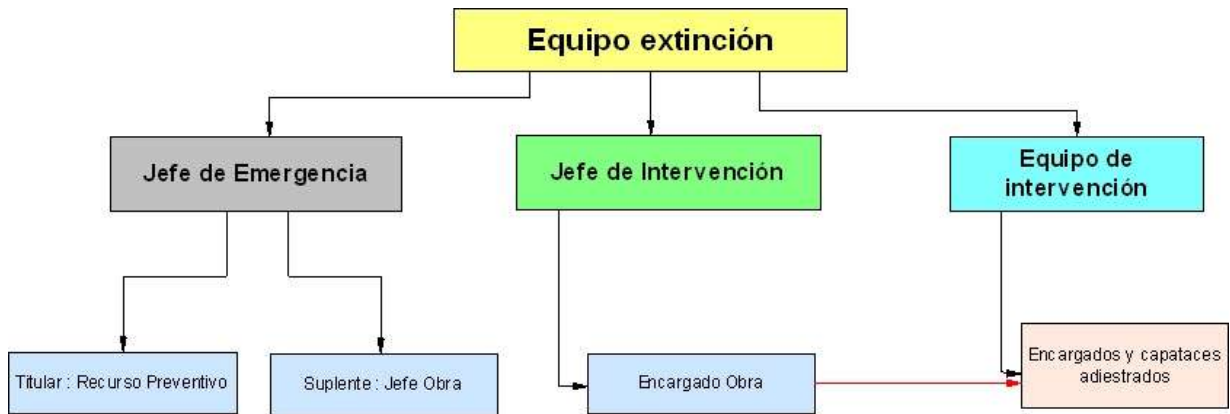 Equipo extinción
Jefe de Emergencia
Jefe de Intervención
Equipo de
intervención
Titular : Recurso Preventivo
Suplente : Jefe Obra
Encargado Obra
Encargados y capataces
adiestrados